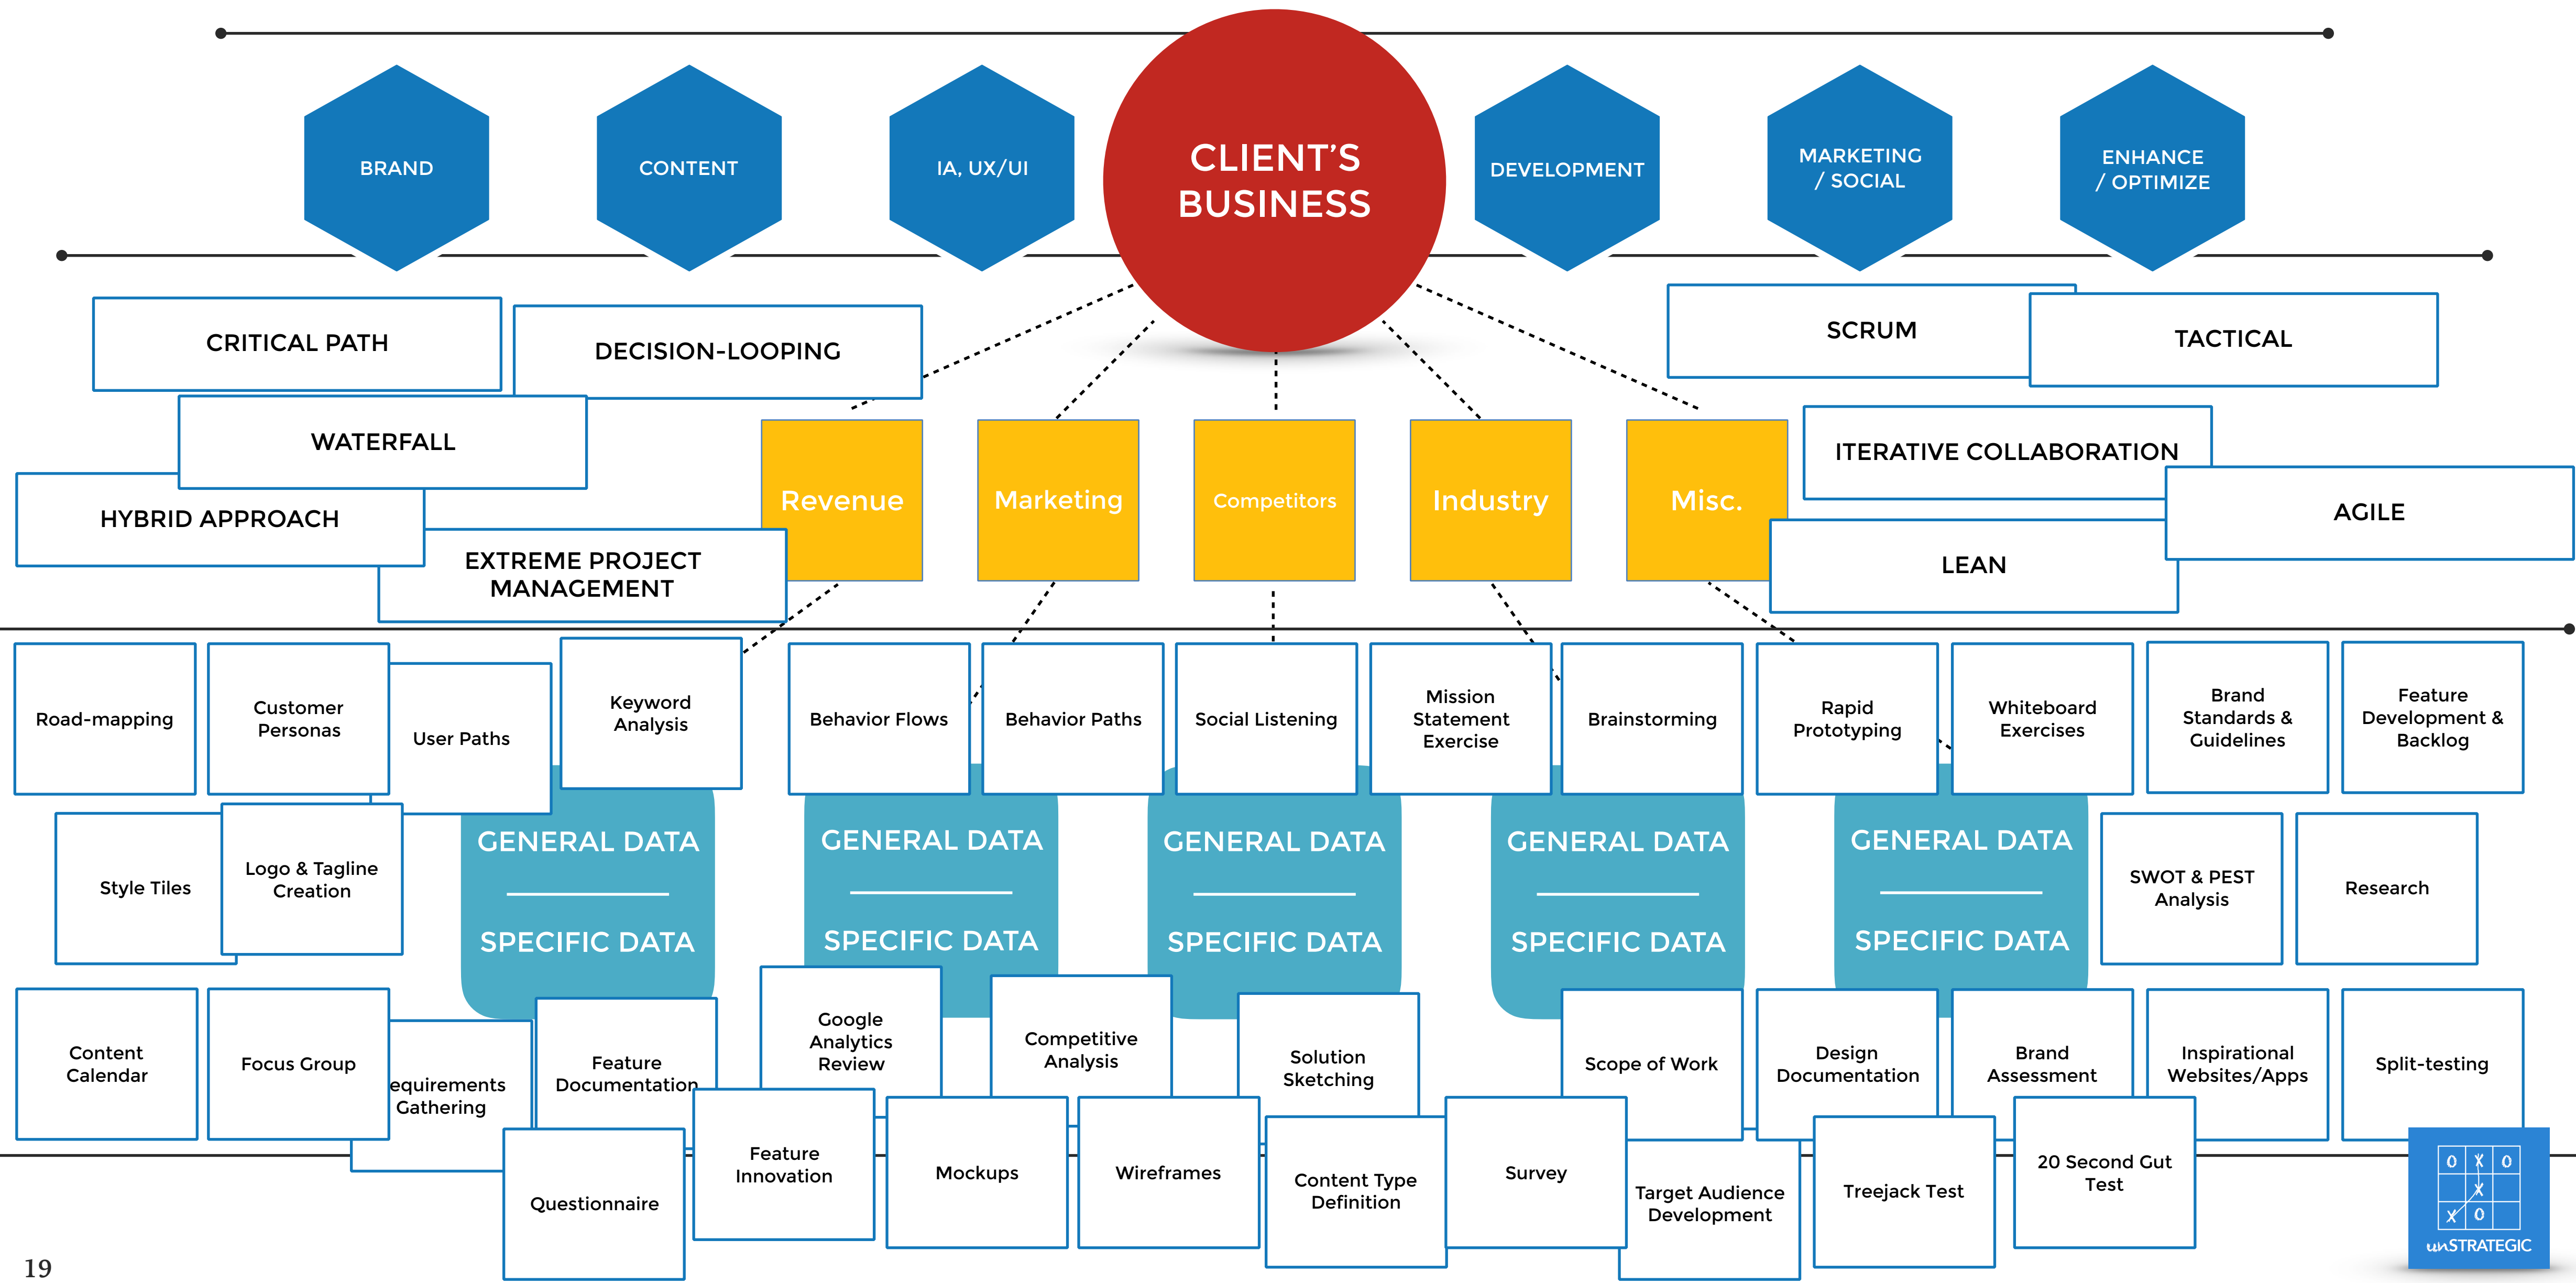 CLIENT'S
BUSINESS
BRAND
CONTENT
IA, UX/UI
DEVELOPMENT
MARKETING
/ SOCIAL
ENHANCE
/ OPTIMIZE
CRITICAL PATH
DECISION-LOOPING
WATERFALL
HYBRID APPROACH
EXTREME PROJECT
MANAGEMENT
SCRUM
TACTICAL
ITERATIVE COLLABORATION
AGILE
LEAN
Revenue
Marketing
Competitors
Industry
Misc.
Road-mapping
Customer
Personas
User Paths
Keyword
Analysis
Behavior Flows
Behavior Paths
Social Listening
Mission
Statement
Exercise
Brainstorming
Rapid
Prototyping
Whiteboard
Exercises
Brand
Standards &
Guidelines
Feature
Development &
Backlog
Style Tiles
Logo & Tagline
Creation
GENERAL DATA
SPECIFIC DATA
GENERAL DATA
SPECIFIC DATA
GENERAL DATA
SPECIFIC DATA
GENERAL DATA
SPECIFIC DATA
GENERAL DATA
SPECIFIC DATA
SWOT & PEST
Analysis
Research
Content
Calendar
Focus Group
equirements
Gathering
Feature
Documentation
Google
Analytics
Review
Competitive
Analysis
Solution
Sketching
Scope of Work
Design
Documentation
Brand
Assessment
Inspirational
Websites/Apps
Split-testing
Questionnaire
Feature
Innovation
Mockups
Wireframes
Content Type
Definition
Survey
Target Audience
Development
Treejack Test
20 Second Gut
Test
O X O
X
X O
unSTRATEGIC
19